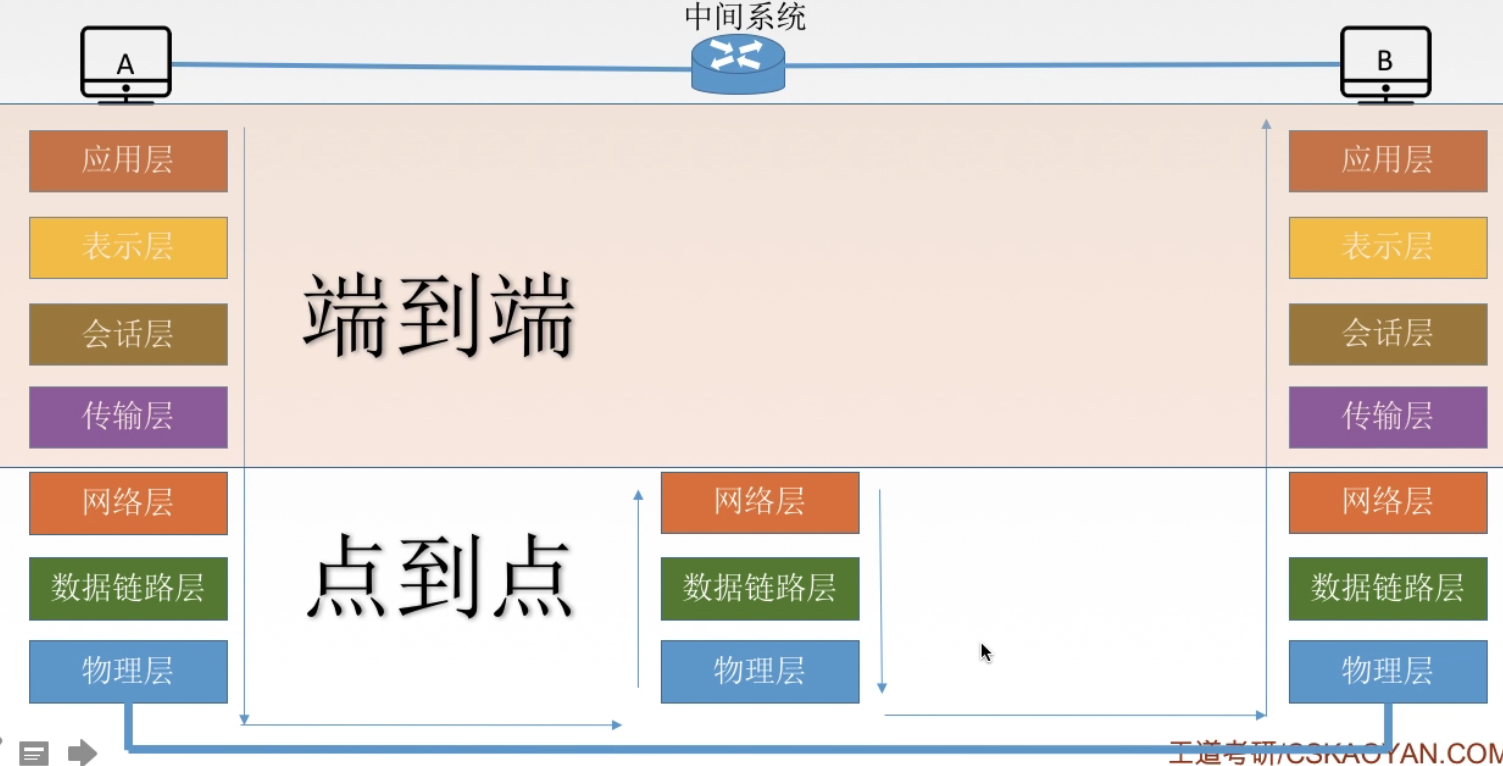 中间系统
A
B
应用层
应用层
表示层
表示层
端到端
会话层
会话层
传输层
传输层
网络层
网络层
网络层
点到点
数据链路层
数据链路层
数据链路层
物理层
物理层
物理层
王道考研/CSKAOYAN.COM